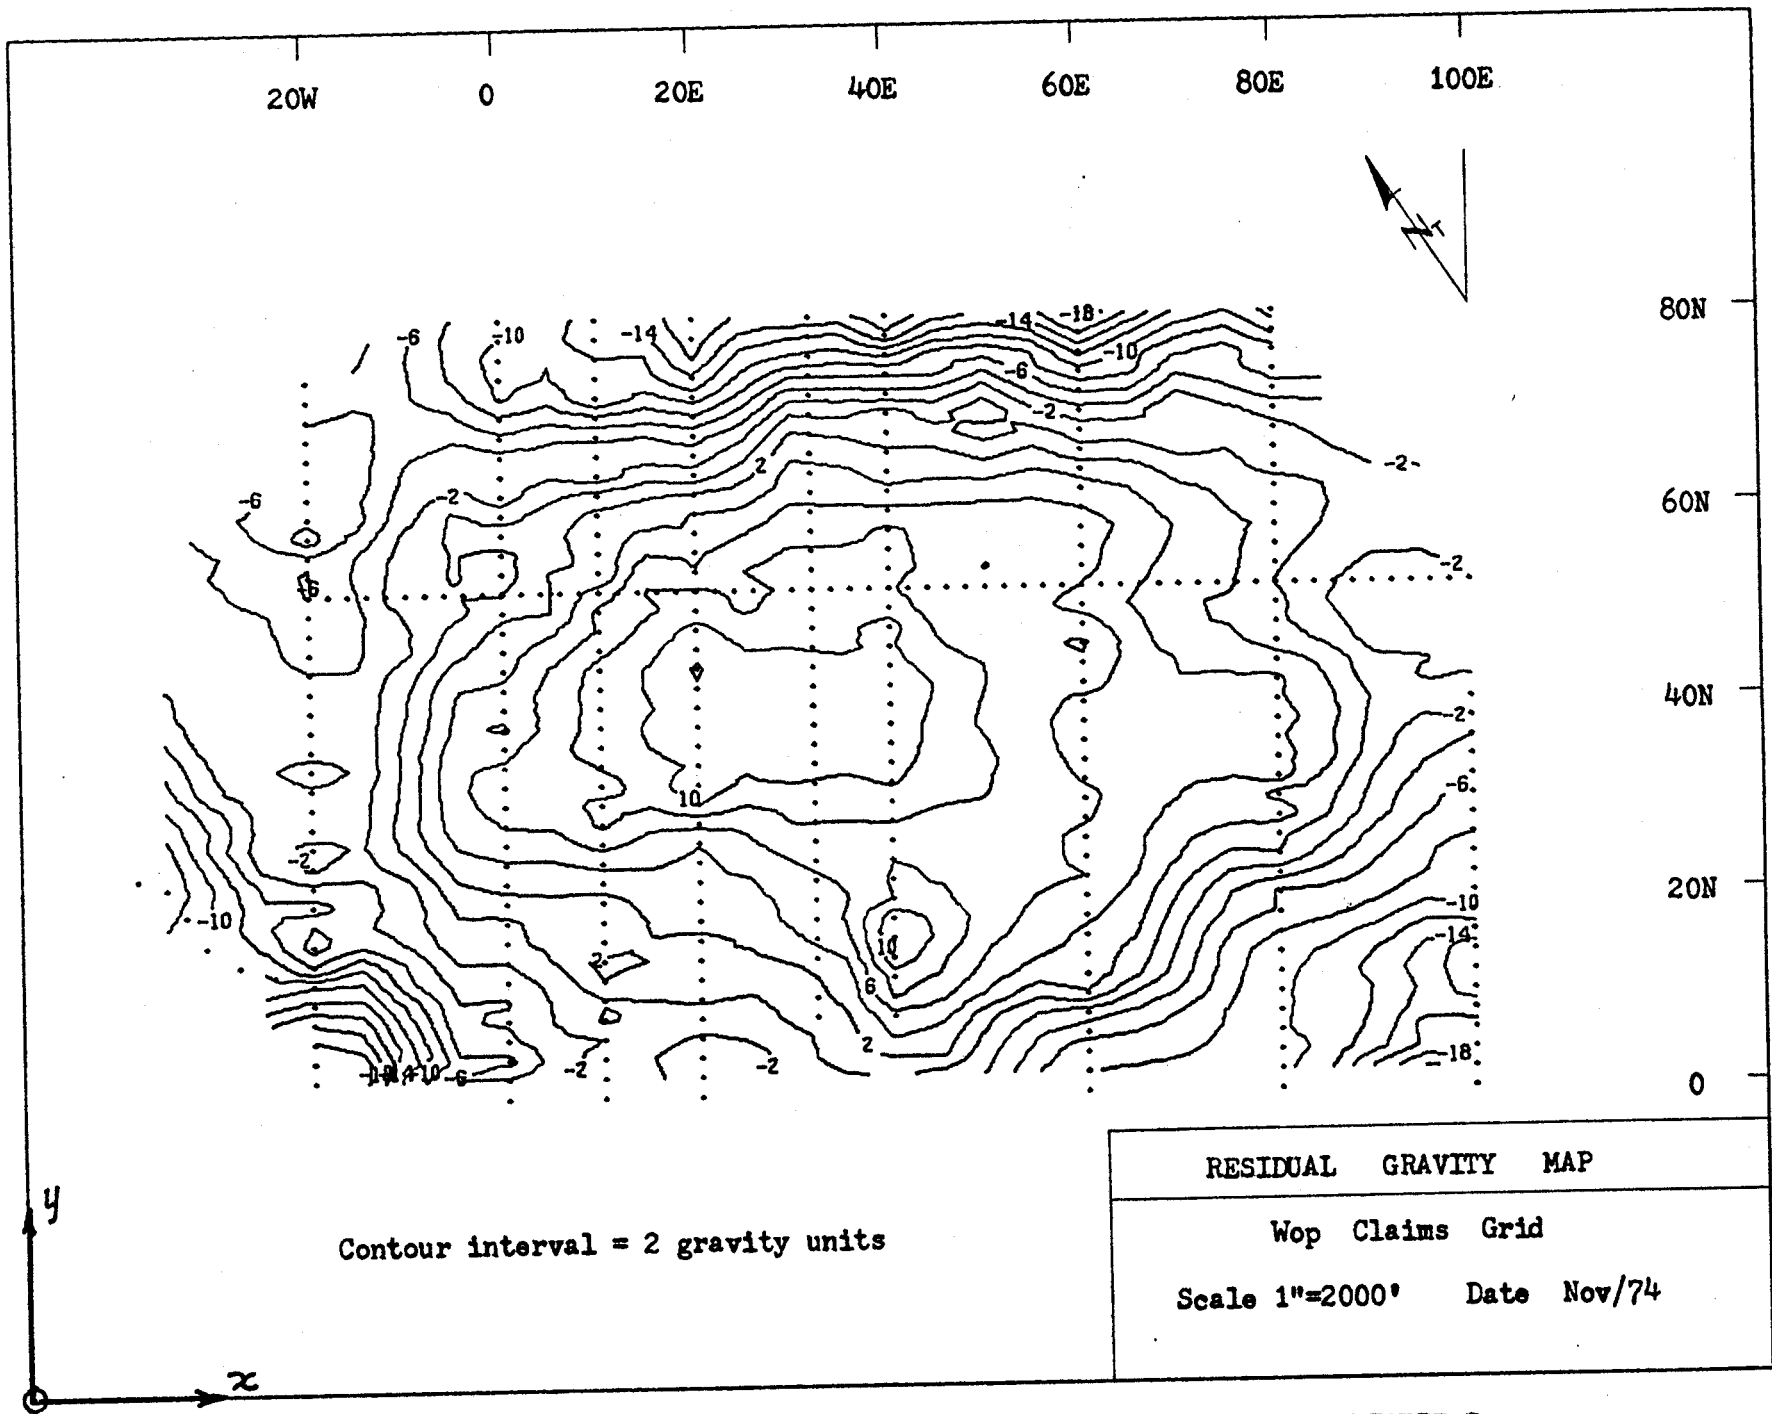 20W 0 20E 40E 60E 80E 100E
N T
80N
-6 -10 -14 -14 -18 -10
-6
-2
2 -2-
-6 -2
60N
-2
-6
40N
-2
-6
10
-2
20N
-10
-10
-14
10
2
6
2
-2 -2 -18
-6
0
RESIDUAL GRAVITY MAP
Wop Claims Grid
Scale 1"=2000' Date Nov/74
Contour interval = 2 gravity units
y
x